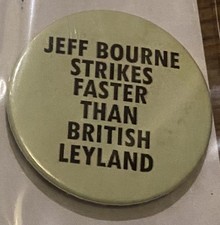 JEFF BOURNE
STRIKES
FASTER
THAN
BRITISH
LEYLAND